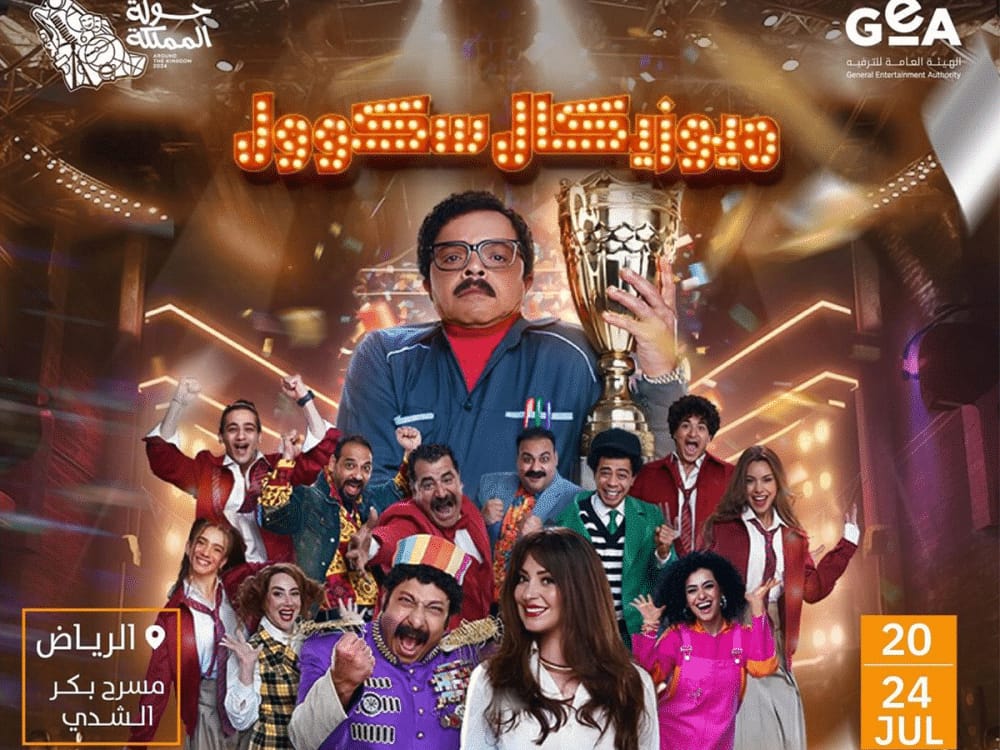 جولة
المملكة
AROUND
THE KINGDOM
2024
GEA
الهيئة العامة للترفيه
General Entertainment Authority
ميوزيكال سكوول
الرياض
مسرح بكر
الشدي
20
24
JUL